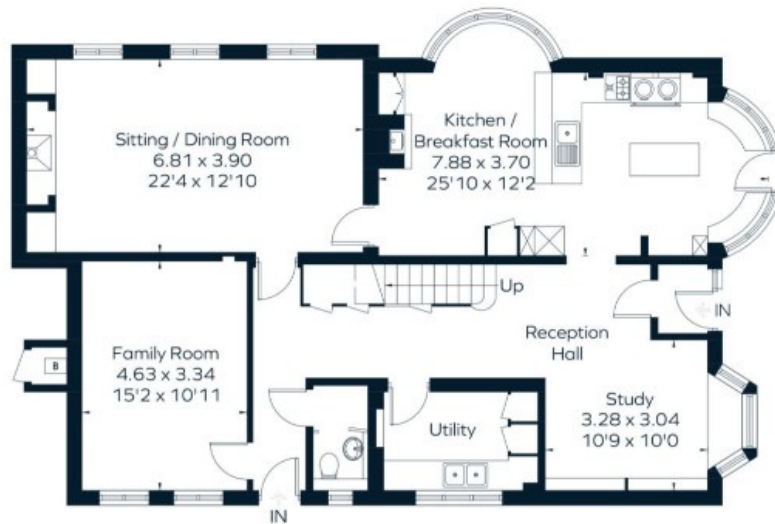 Sitting / Dining Room
6.81 x 3.90
22'4 x 12'10
Kitchen /
Breakfast Room
7.88 x 3.70
25'10 x 12'2
Up
IN
Reception
Hall
Family Room
4.63 x 3.34
15'2 x 10'11
B
Utility
Study
3.28 x 3.04
10'9 x 10'0
IN